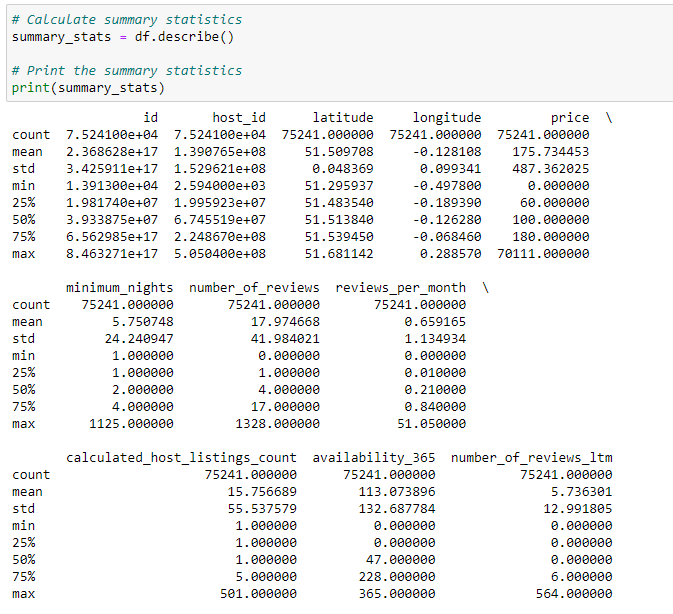 # Calculate summary statistics
summary_stats = df.describe()
# Print the summary statistics
print(summary_stats)
id host_id latitude longitude price \
count 7.524100e+04 7.524100e+04 75241.000000 75241.000000 75241.000000
mean 2.368628e+17 1.390765e+08 51.509708 -0.128108 175.734453
std 3.425911e+17 1.529621e+08 0.048369 0.099341 487.362025
min 1.391300e+04 2.594000e+03 51.295937 -0.497800 0.000000
25% 1.981740e+07 1.995923e+07 51.483540 -0.189390 60.000000
50% 3.933875e+07 6.745519e+07 51.513840 -0.126280 100.000000
75% 6.562985e+17 2.248670e+08 51.539450 -0.068460 180.000000
max 8.463271e+17 5.050400e+08 51.681142 0.288570 70111.000000
minimum_nights number_of_reviews reviews_per_month \
count 75241.000000 75241.000000 75241.000000
mean 5.750748 17.974668 0.659165
std 24.240947 41.984021 1.134934
min 1.000000 0.000000 0.000000
25% 1.000000 1.000000 0.010000
50% 2.000000 4.000000 0.210000
75% 4.000000 17.000000 0.840000
max 1125.000000 1328.000000 51.050000
calculated_host_listings_count availability_365 number_of_reviews_ltm
count 75241.000000 75241.000000 75241.000000
mean 15.756689 113.073896 5.736301
std 55.537579 132.687784 12.991805
min 1.000000 0.000000 0.000000
25% 1.000000 0.000000 0.000000
50% 1.000000 47.000000 0.000000
75% 5.000000 228.000000 6.000000
max 501.000000 365.000000 564.000000